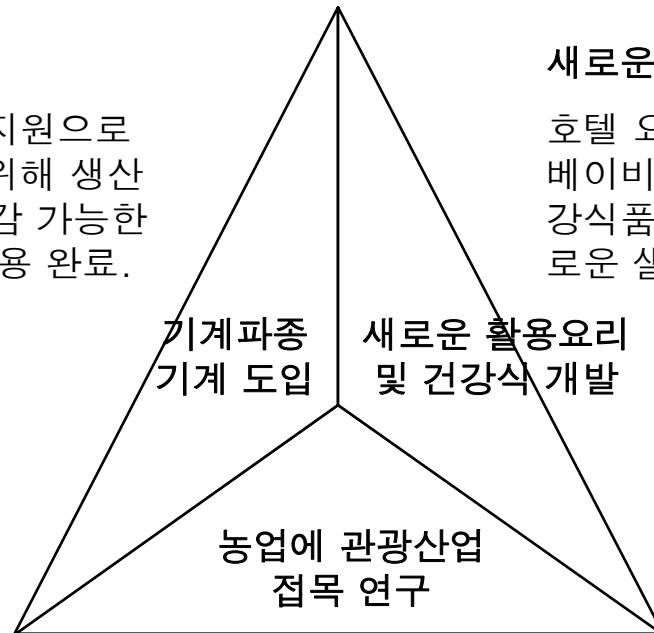 지원으로
위해 생산
감 가능한
용 완료.
새로운
호텔
베이비
강식품
로운
기계파종
기계 도입
새로운 활용요리
및 건강식 개발
농업에 관광산업
접목 연구